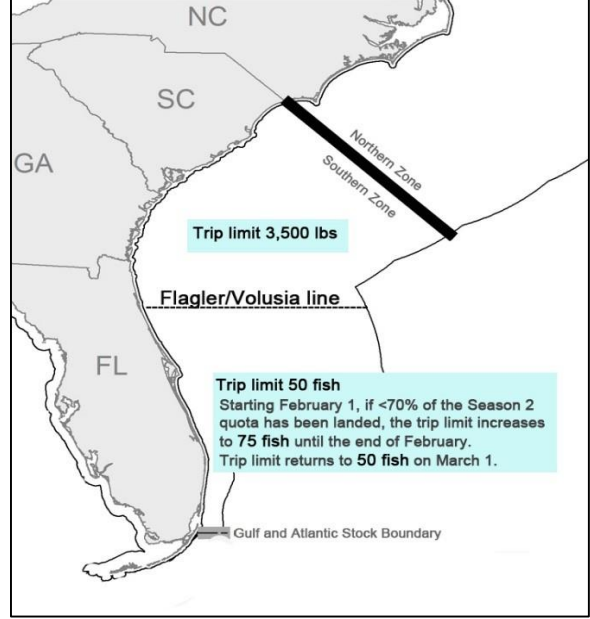 NC
SC
GA
Northern Zone
Southern Zone
Trip limit 3,500 lbs
Flagler/Volusia line
FL
Trip limit 50 fish
Starting February 1, if <70% of the Season 2
quota has been landed, the trip limit increases
to 75 fish until the end of February.
Trip limit returns to 50 fish on March 1.
Gulf and Atlantic Stock Boundary